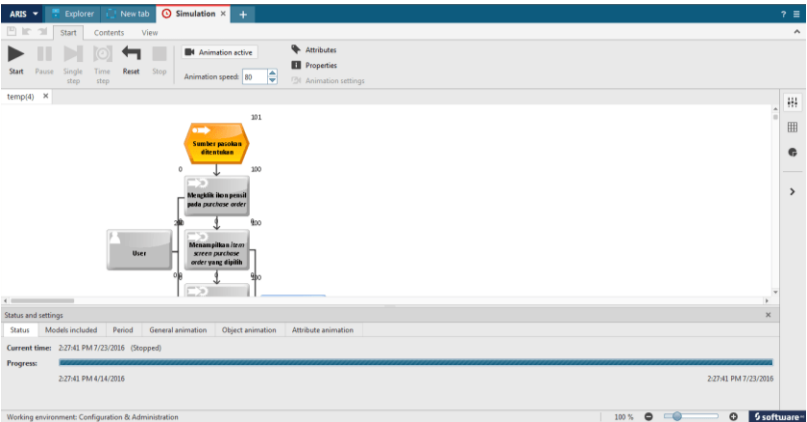 ARIS Explorer New tab Simulation × + ?
Start Contents View
Start Pause Single step Time step Reset Stop
Animation active
Animation speed: 80
Attributes
Properties
Animation settings
temp(4) ×
101
Sumber pasokan
ditentukan
0 100
Mengklik ikon pensil
pada purchase order
0
User
Menampilkan item
screen purchase
order yang dipilih
0
Status and settings ×
Status Models included Period General animation Object animation Attribute animation
Current time: 2:27:41 PM 7/23/2016 (Stopped)
Progress:
2:27:41 PM 4/14/2016 2:27:41 PM 7/23/2016
Working environment: Configuration & Administration 100 % software